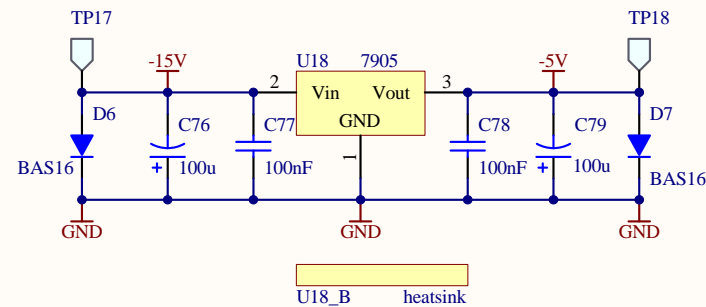 TP17 TP18
-15V U18 7905 -5V
2 3
D6 Vin Vout D7
C76 C77 GND C78 C79
BAS16 100u 100nF 1 100nF 100u BAS16
+ +
GND GND GND
U18_B heatsink